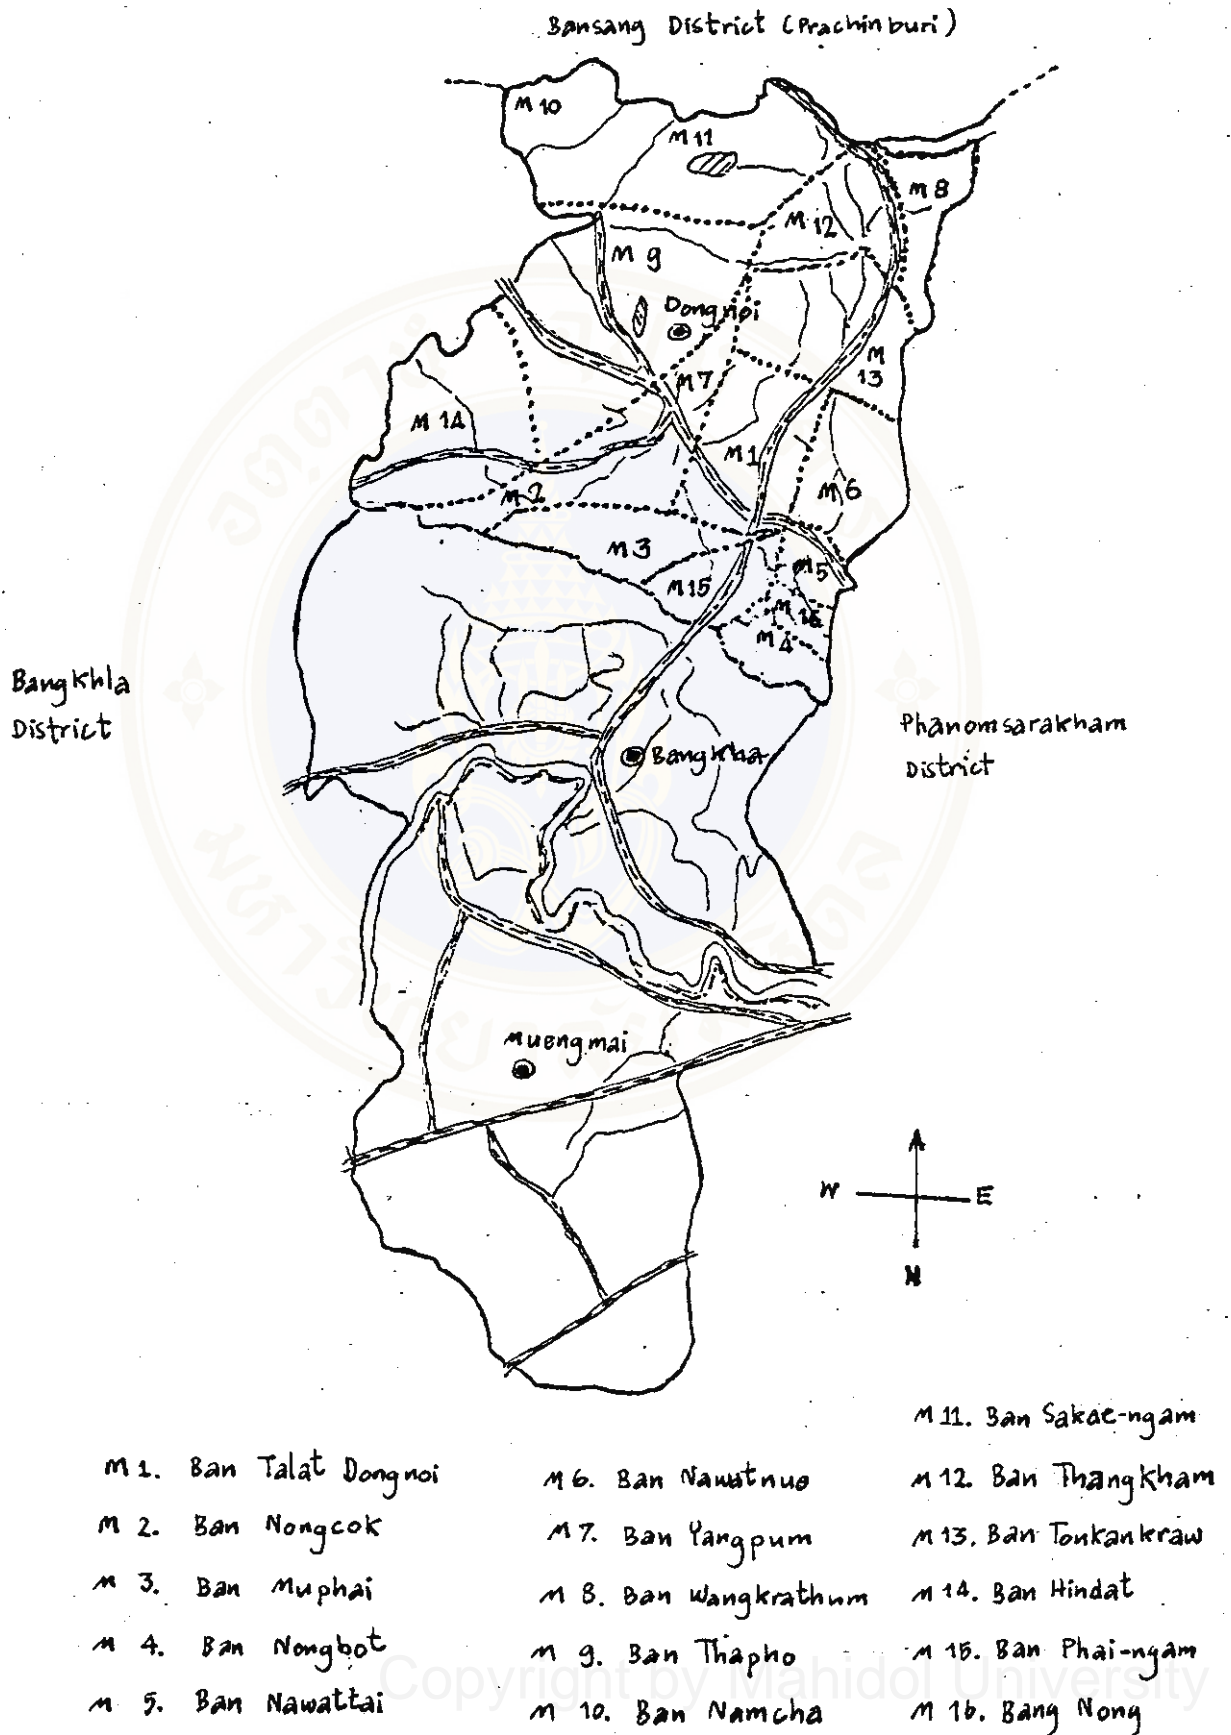 Bansang District (Prachinburi)
M 10
M 11
M 8
M 12
M 9
Dongnoi
M 13
M 7
M 14
M 1
M 2
M 6
M 3
M 5
M 15
M 16
M 4
Bangkhla
District
Phanomsarakham
District
Bangkha
Muengmai
W E
N
M 11. Ban Sakae-ngam
M 1. Ban Talat Dongnoi
M 2. Ban Nongcok
M 3. Ban Muphai
M 4. Ban Nongbot
M 5. Ban Nawattai
M 6. Ban Nawatnuo
M 7. Ban Yangpum
M 8. Ban Wangkrathum
M 9. Ban Thapho
M 10. Ban Namcha
M 12. Ban Thangkham
M 13. Ban Tonkankraw
M 14. Ban Hindat
M 15. Ban Phai-ngam
M 16. Bang Nong
Copyright by Mahidol University